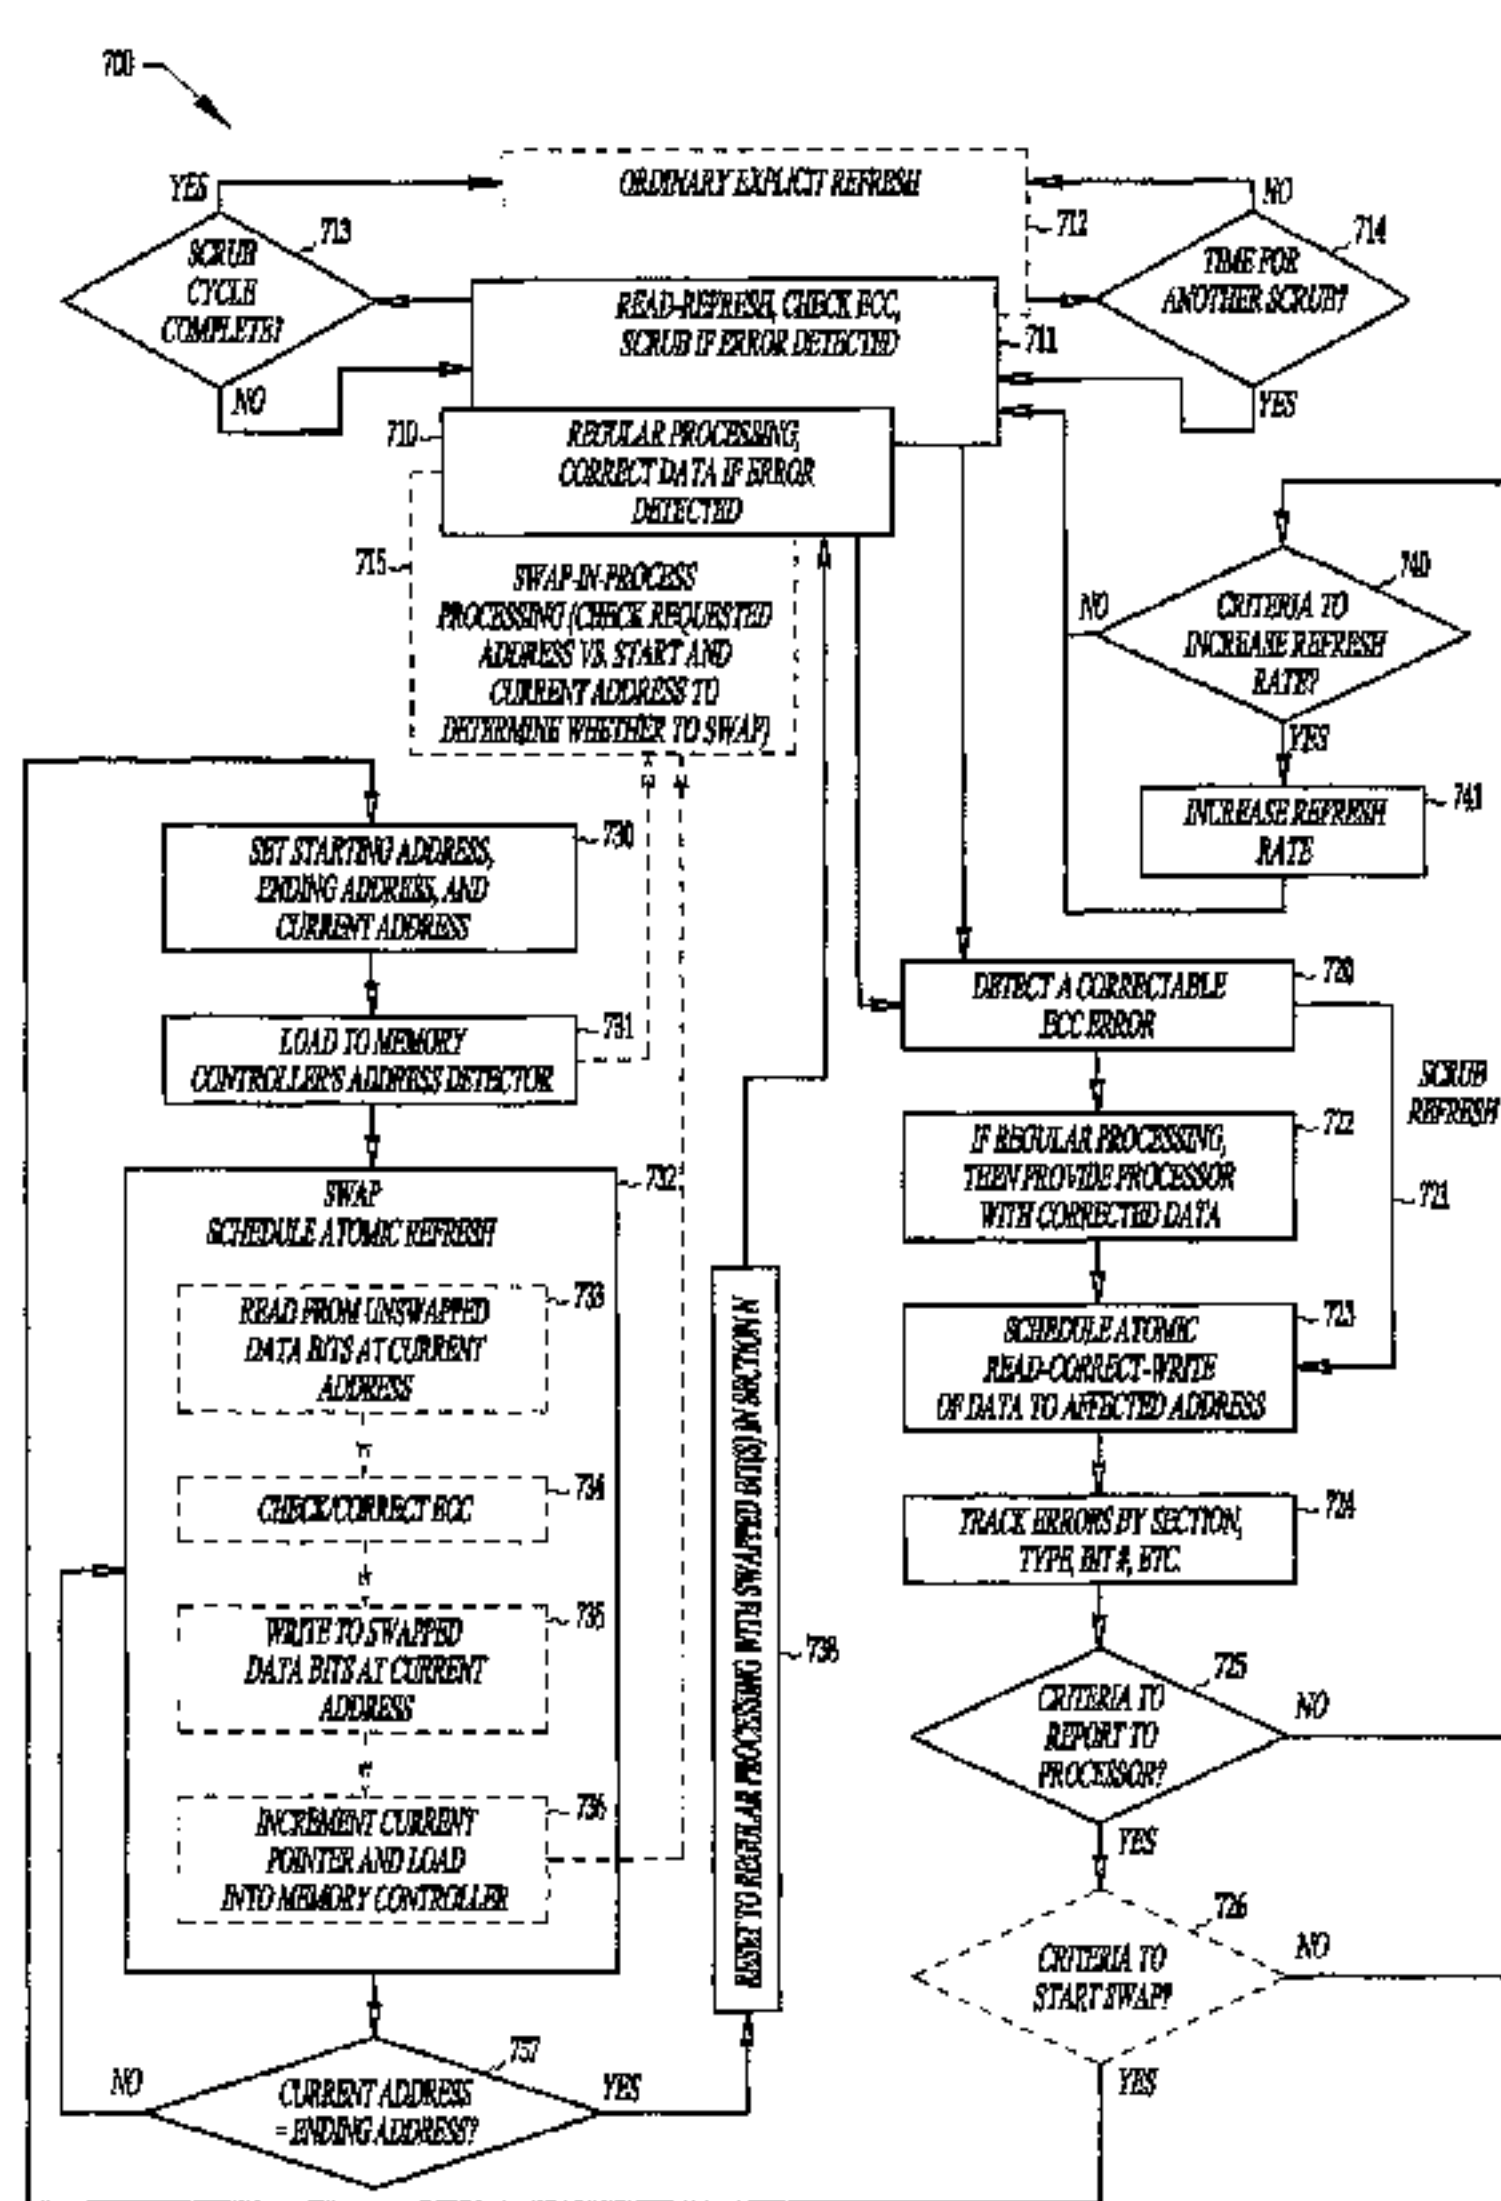 700
ORDINARY EXPLICIT REFRESH
712
YES
713
SCRUB
CYCLE
COMPLETE?
NO
NO
714
TIME FOR
ANOTHER SCRUB?
YES
READ-REFRESH, CHECK ECC,
SCRUB IF ERROR DETECTED
711
710
REGULAR PROCESSING,
CORRECT DATA IF ERROR
DETECTED
715
SWAP-IN-PROCESS
PROCESSING (CHECK REQUESTED
ADDRESS VS. START AND
CURRENT ADDRESS TO
DETERMINE WHETHER TO SWAP)
740
NO
CRITERIA TO
INCREASE REFRESH
RATE?
YES
741
INCREASE REFRESH
RATE
730
SET STARTING ADDRESS,
ENDING ADDRESS, AND
CURRENT ADDRESS
731
LOAD TO MEMORY
CONTROLLER'S ADDRESS DETECTOR
732
SWAP
SCHEDULE ATOMIC REFRESH
733
READ FROM UNSWAPPED
DATA BITS AT CURRENT
ADDRESS
734
CHECK/CORRECT ECC
735
WRITE TO SWAPPED
DATA BITS AT CURRENT
ADDRESS
736
INCREMENT CURRENT
POINTER AND LOAD
INTO MEMORY CONTROLLER
737
NO
CURRENT ADDRESS
= ENDING ADDRESS?
YES
RESET TO REGULAR PROCESSING WITH SWAPPED BIT(S) IN SECTION N
738
720
DETECT A CORRECTABLE
ECC ERROR
SCRUB
REFRESH
721
722
IF REGULAR PROCESSING,
THEN PROVIDE PROCESSOR
WITH CORRECTED DATA
723
SCHEDULE ATOMIC
READ-CORRECT-WRITE
OF DATA TO AFFECTED ADDRESS
724
TRACK ERRORS BY SECTION,
TYPE, BIT #, ETC.
725
CRITERIA TO
REPORT TO
PROCESSOR?
NO
YES
726
CRITERIA TO
START SWAP?
NO
YES